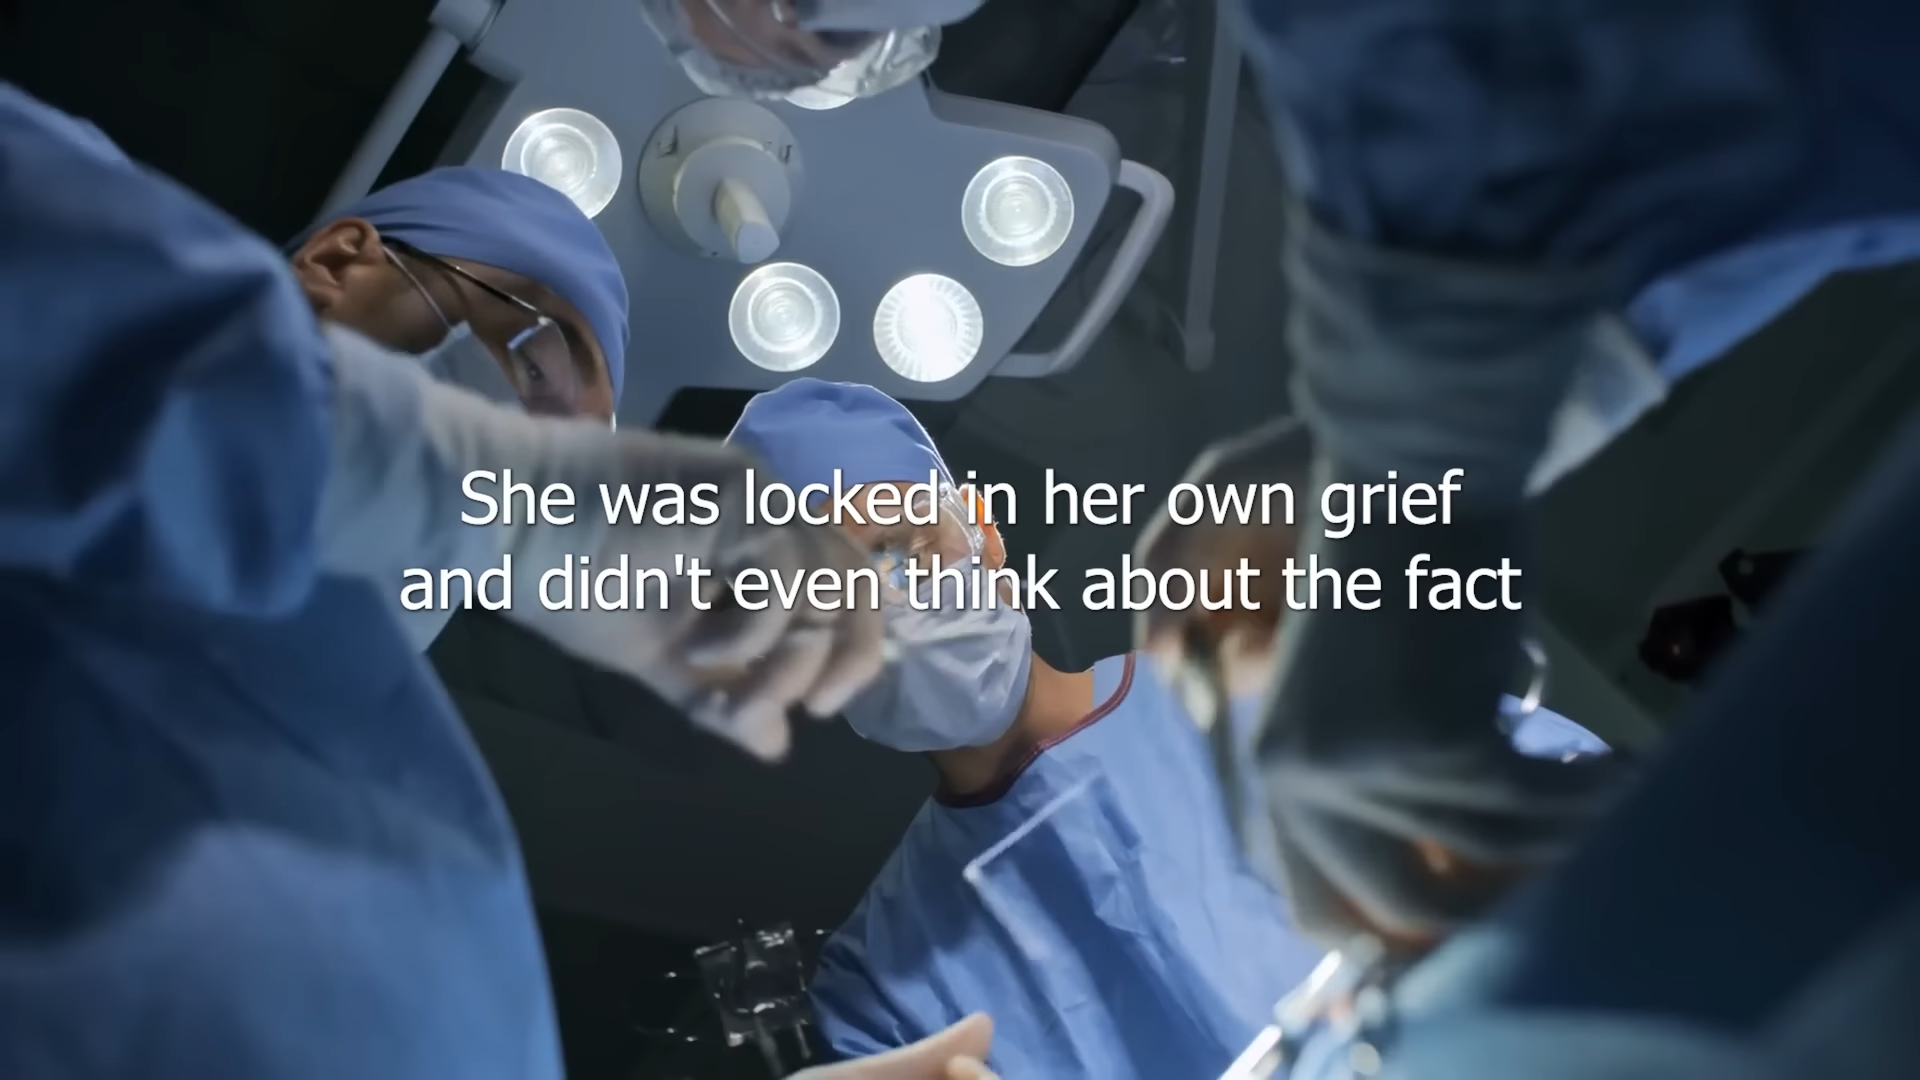 She was locked in her own grief
and didn't even think about the fact